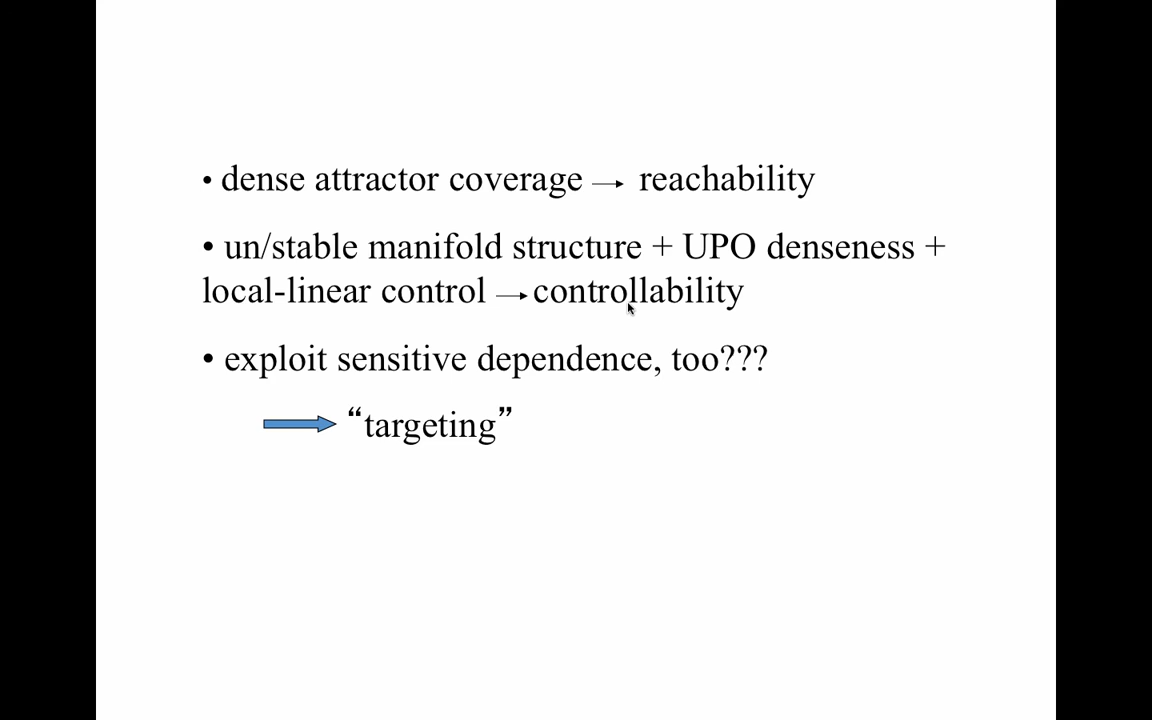 • dense attractor coverage → reachability
• un/stable manifold structure + UPO denseness +
local-linear control → controllability
• exploit sensitive dependence, too???
“targeting”